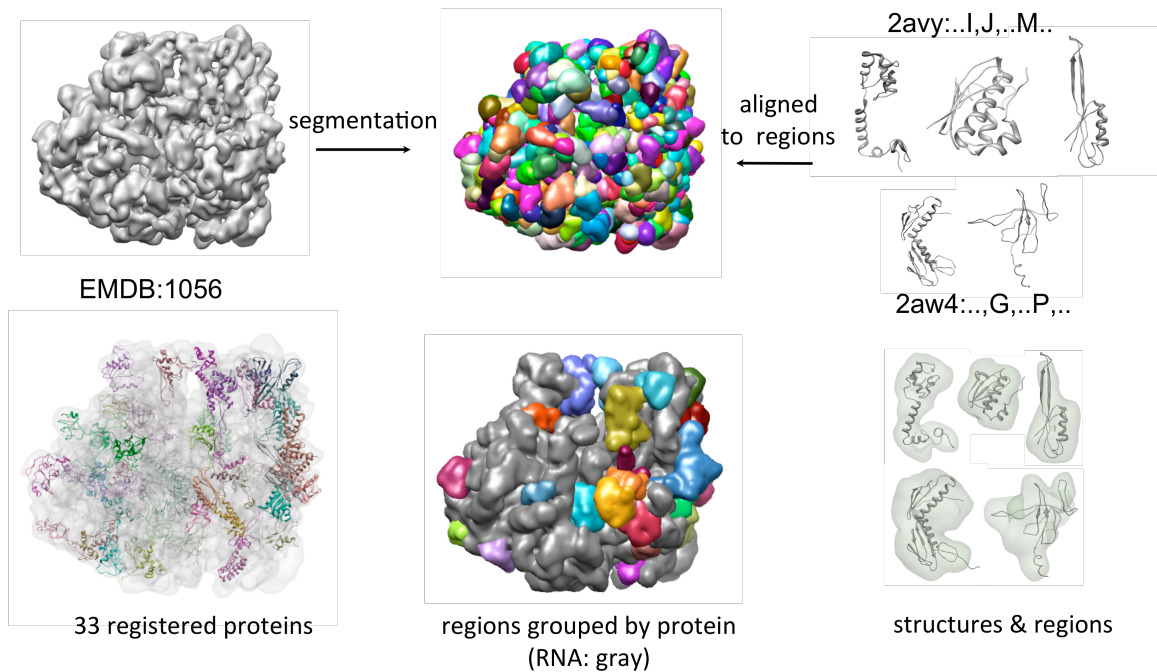 2avy:..I,J,..M..
segmentation
aligned
to regions
EMDB:1056
2aw4:..,G,..P,..
33 registered proteins
regions grouped by protein
(RNA: gray)
structures & regions